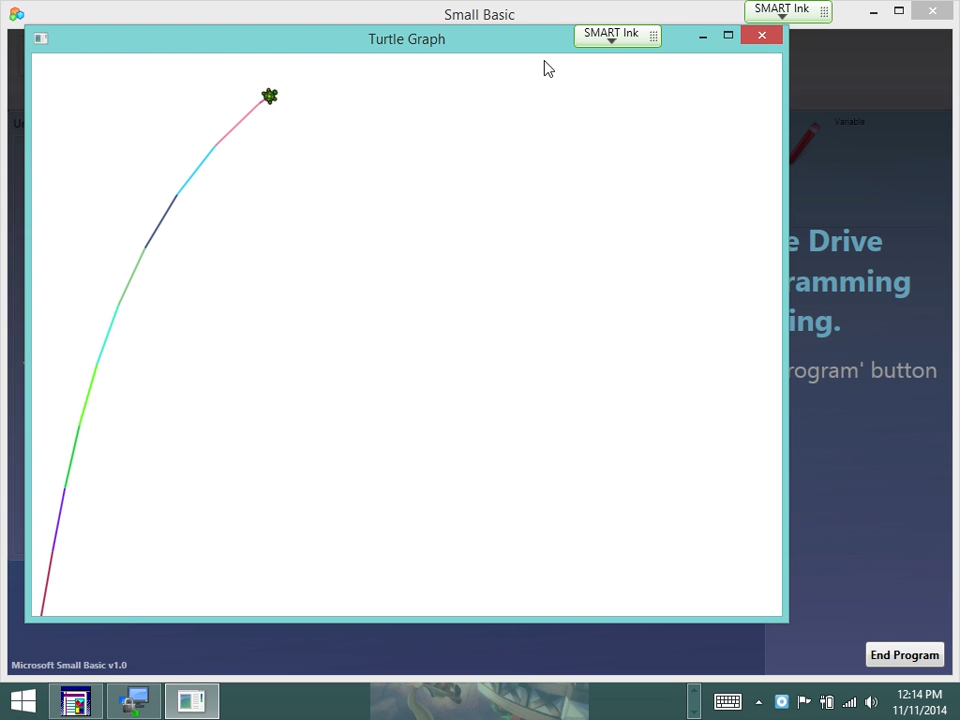 Small Basic
SMART Ink
Turtle Graph
SMART Ink
Variable
e Drive
ramming
ing.
rogram' button
End Program
Microsoft Small Basic v1.0
12:14 PM
11/11/2014